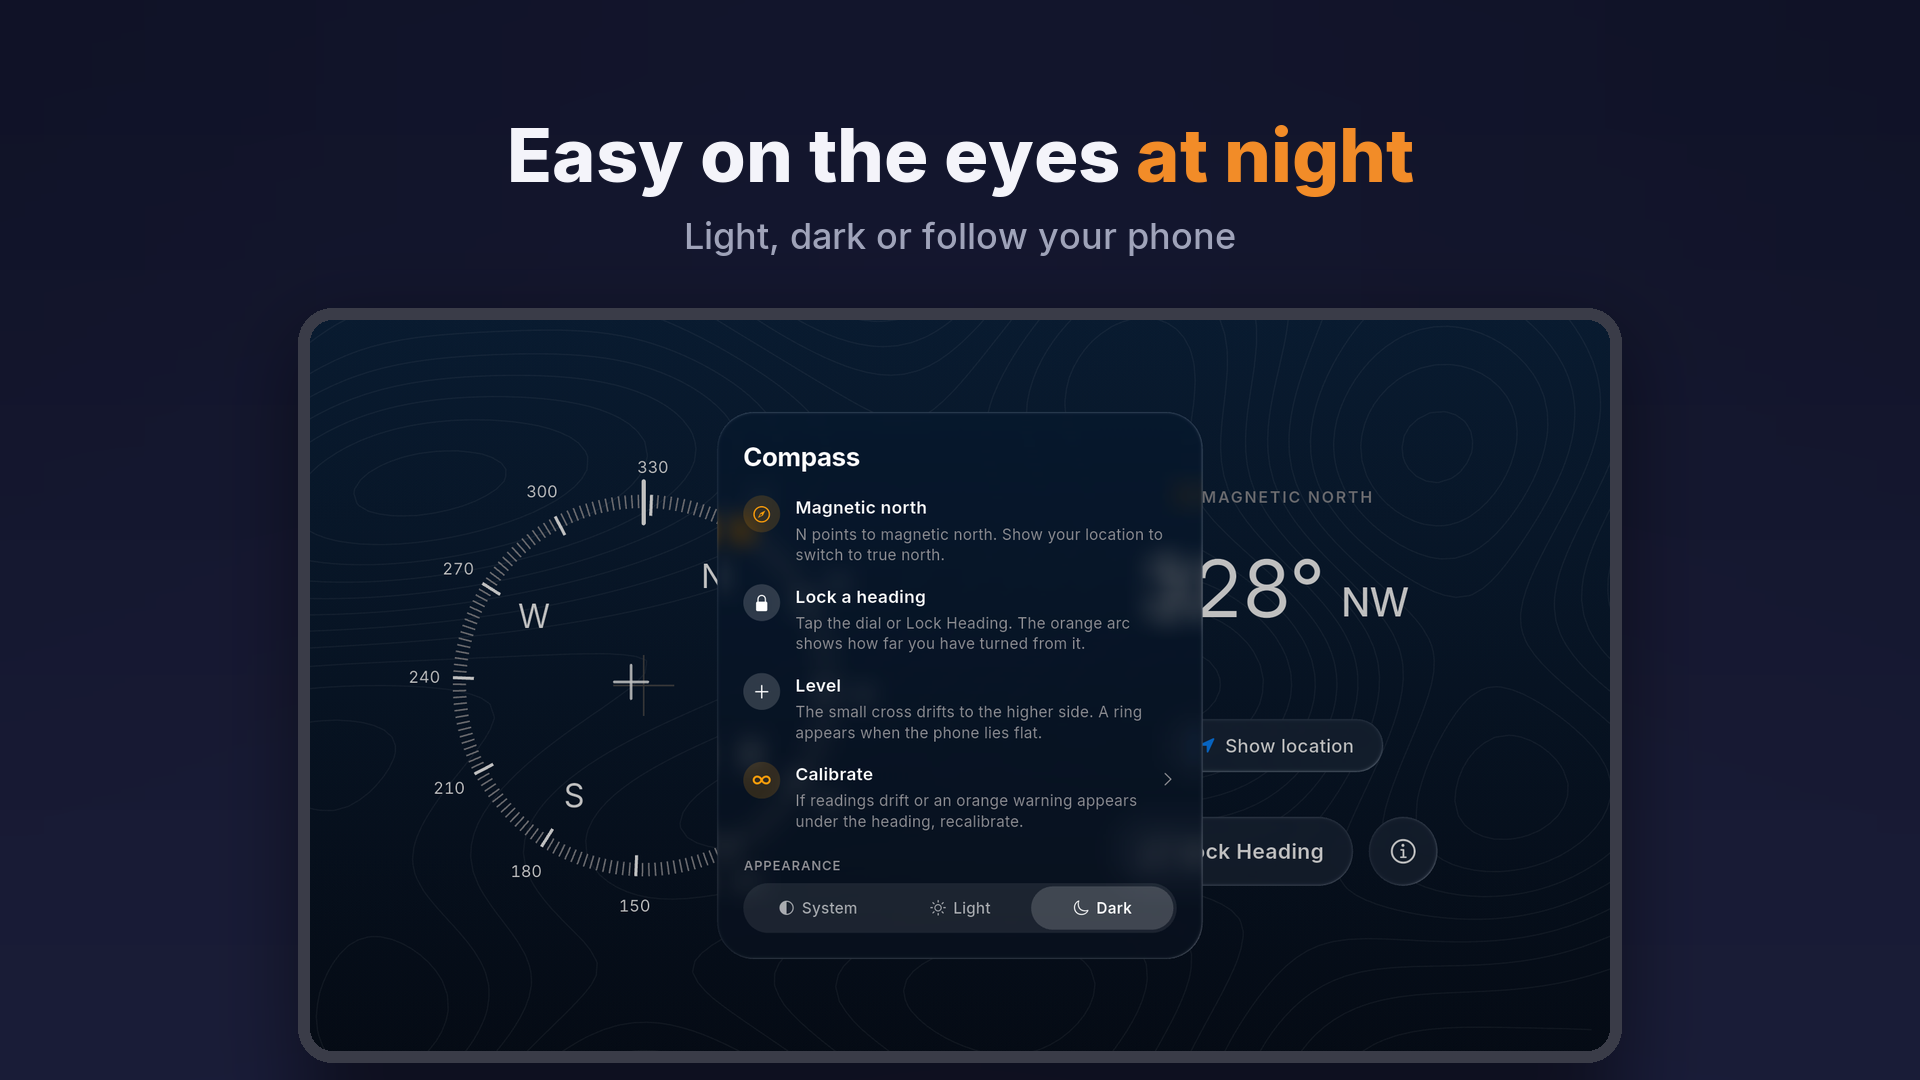 Easy on the eyes at night
Light, dark or follow your phone
330
300
270
240
210
180
150
N
W
S
Compass
Magnetic north
N points to magnetic north. Show your location to
switch to true north.
Lock a heading
Tap the dial or Lock Heading. The orange arc
shows how far you have turned from it.
Level
The small cross drifts to the higher side. A ring
appears when the phone lies flat.
Calibrate
If readings drift or an orange warning appears
under the heading, recalibrate.
APPEARANCE
System
Light
Dark
MAGNETIC NORTH
28° NW
Show location
ck Heading